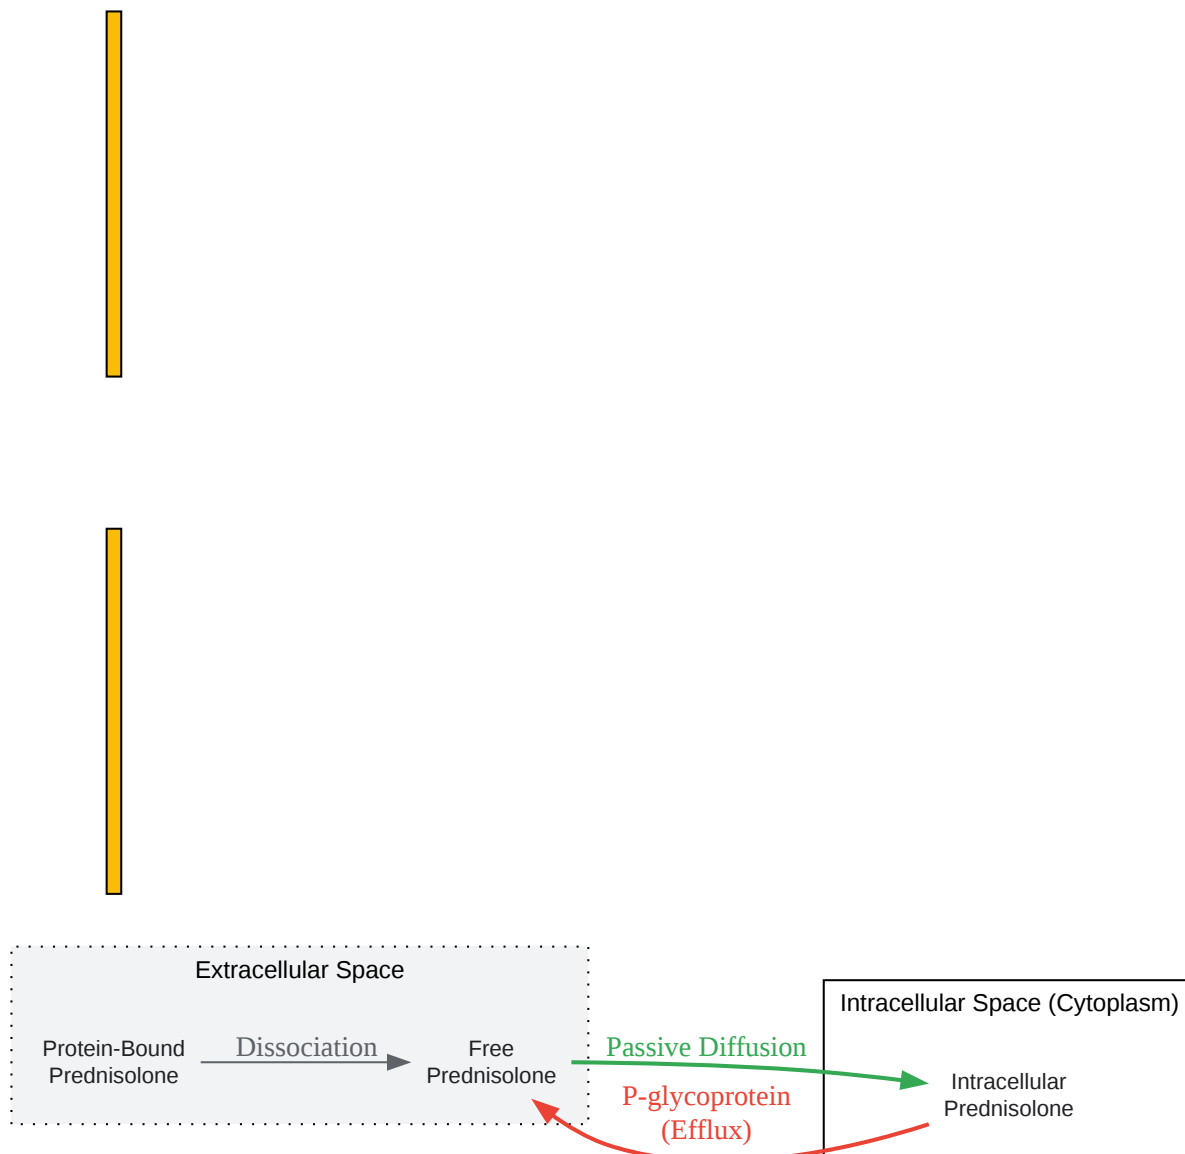 Extracellular Space
Intracellular Space (Cytoplasm)
Protein-Bound
Prednisolone
Dissociation
Free
Prednisolone
Passive Diffusion
P-glycoprotein
(Efflux)
Intracellular
Prednisolone